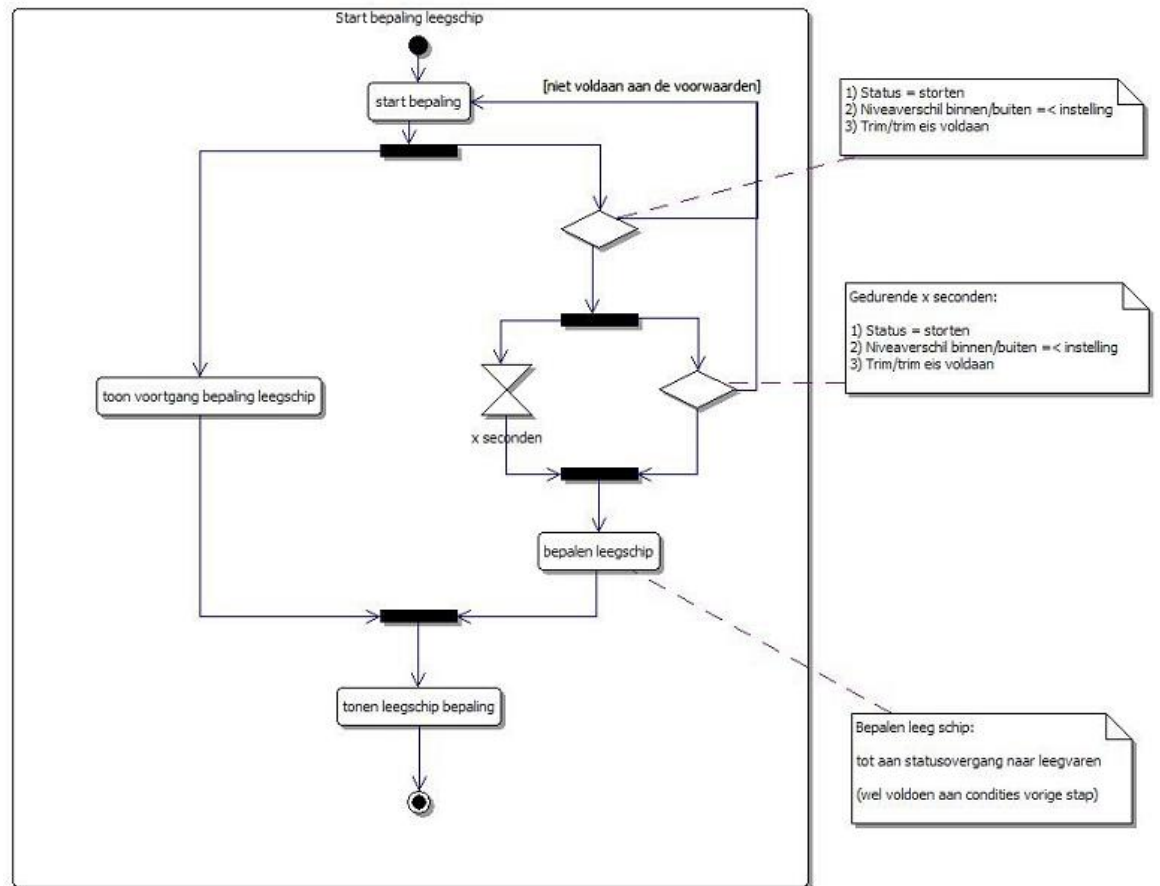 Start bepaling leegschip
start bepaling
[niet voldaan aan de voorwaarden]
1) Status = storten
2) Niveaverschil binnen/buiten =< instelling
3) Trim/trim eis voldaan
Gedurende x seconden:
1) Status = storten
2) Niveaverschil binnen/buiten =< instelling
3) Trim/trim eis voldaan
toon voortgang bepaling leegschip
x seconden
bepalen leegschip
tonen leegschip bepaling
Bepalen leeg schip:
tot aan statusovergang naar leegvaren
(wel voldoen aan condities vorige stap)